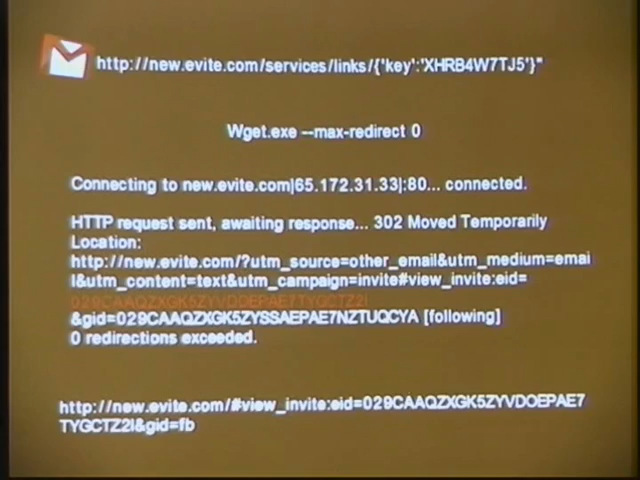 http://new.evite.com/services/links/{'key':'XHRB4W7TJ5'}"
Wget.exe --max-redirect 0
Connecting to new.evite.com|65.172.31.33|:80... connected.
HTTP request sent, awaiting response... 302 Moved Temporarily
Location:
http://new.evite.com/?utm_source=other_email&utm_medium=emai
l&utm_content=text&utm_campaign=invite#view_invite:eid=
029CAAQZXGK5ZYVDOEPAE7TYGCTZ2I
&gid=029CAAQZXGK5ZYSSAEPAE7NZTUQCYA [following]
0 redirections exceeded.
http://new.evite.com/#view_invite:eid=029CAAQZXGK5ZYVDOEPAE7
TYGCTZ2I&gid=fb